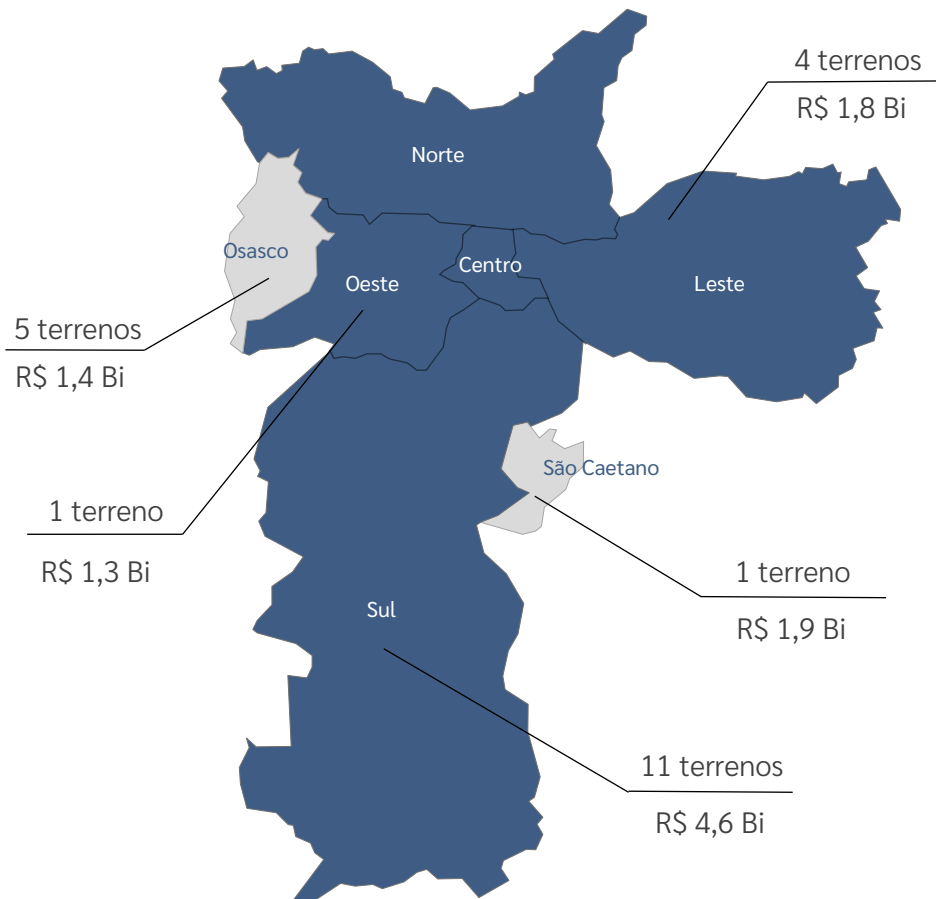 4 terrenos
R$ 1,8 Bi
Norte
Osasco
Centro
Oeste
Leste
5 terrenos
R$ 1,4 Bi
São Caetano
1 terreno
R$ 1,3 Bi
1 terreno
R$ 1,9 Bi
Sul
11 terrenos
R$ 4,6 Bi